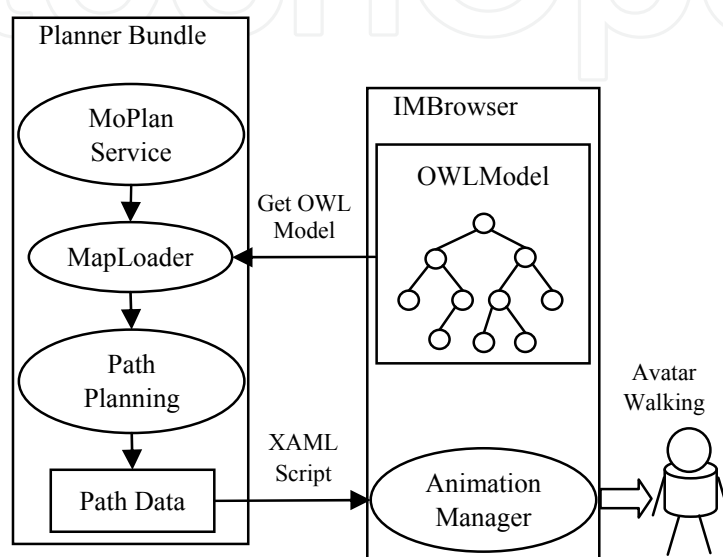 Planner Bundle
MoPlan
Service
MapLoader
Path
Planning
Path Data
Get OWL
Model
XAML
Script
IMBrowser
OWLModel
Animation
Manager
Avatar
Walking